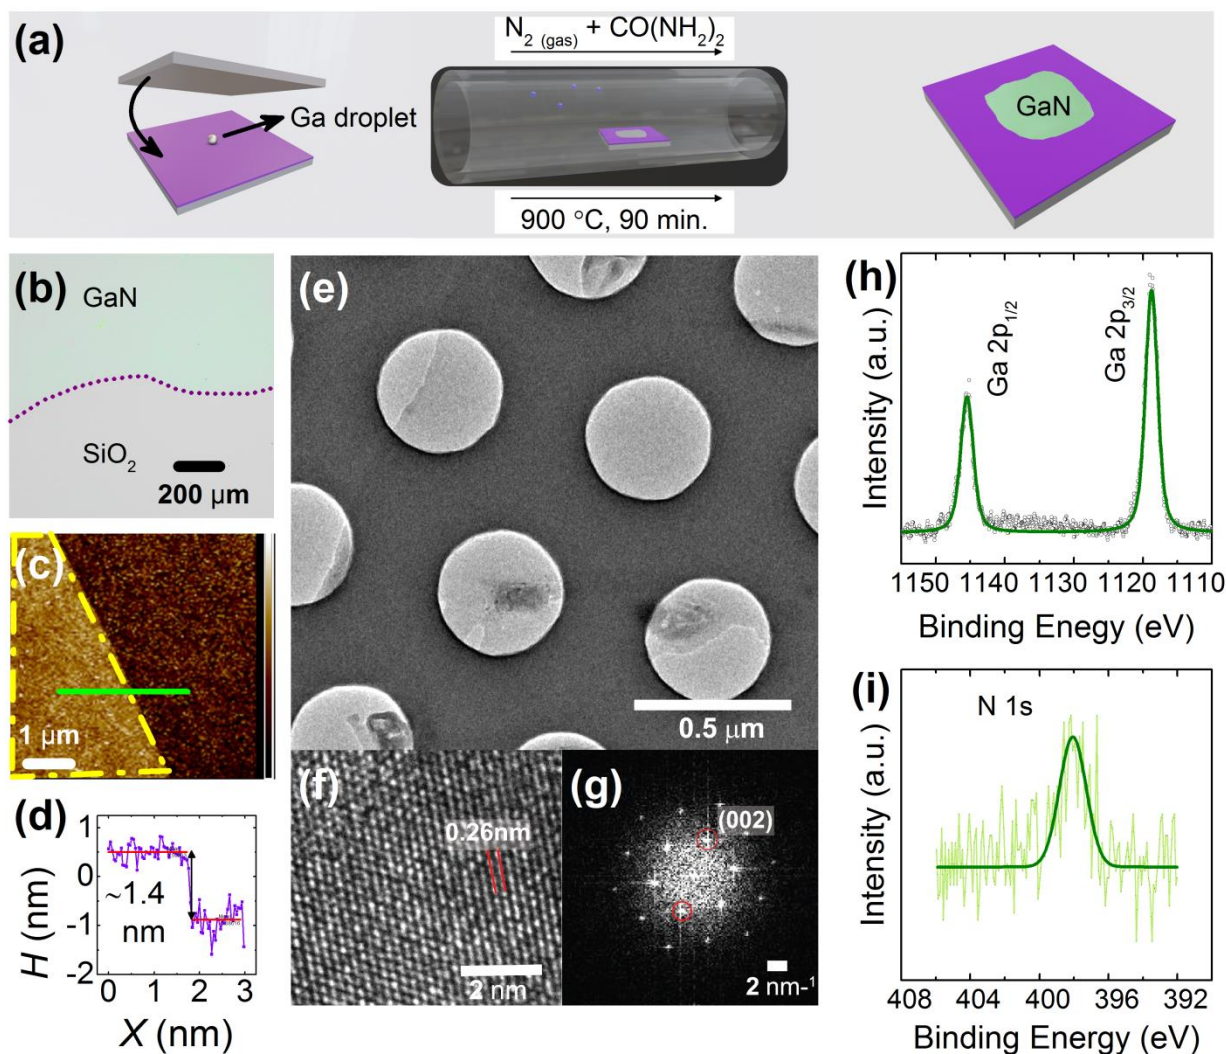 (a)
N2 (gas) + CO(NH2)2
Ga droplet
900 °C, 90 min.
GaN
(b)
GaN
SiO2
200 µm
(c)
1 µm
(d)
H (nm)
1
0
-1
-2
~1.4
nm
0 1 2 3
X (nm)
(e)
0.5 µm
(f)
0.26nm
2 nm
(g)
(002)
2 nm-1
(h)
Intensity (a.u.)
Ga 2p1/2
Ga 2p3/2
1150 1140 1130 1120 1110
Binding Enegy (eV)
(i)
N 1s
Intensity (a.u.)
408 404 400 396 392
Binding Energy (eV)